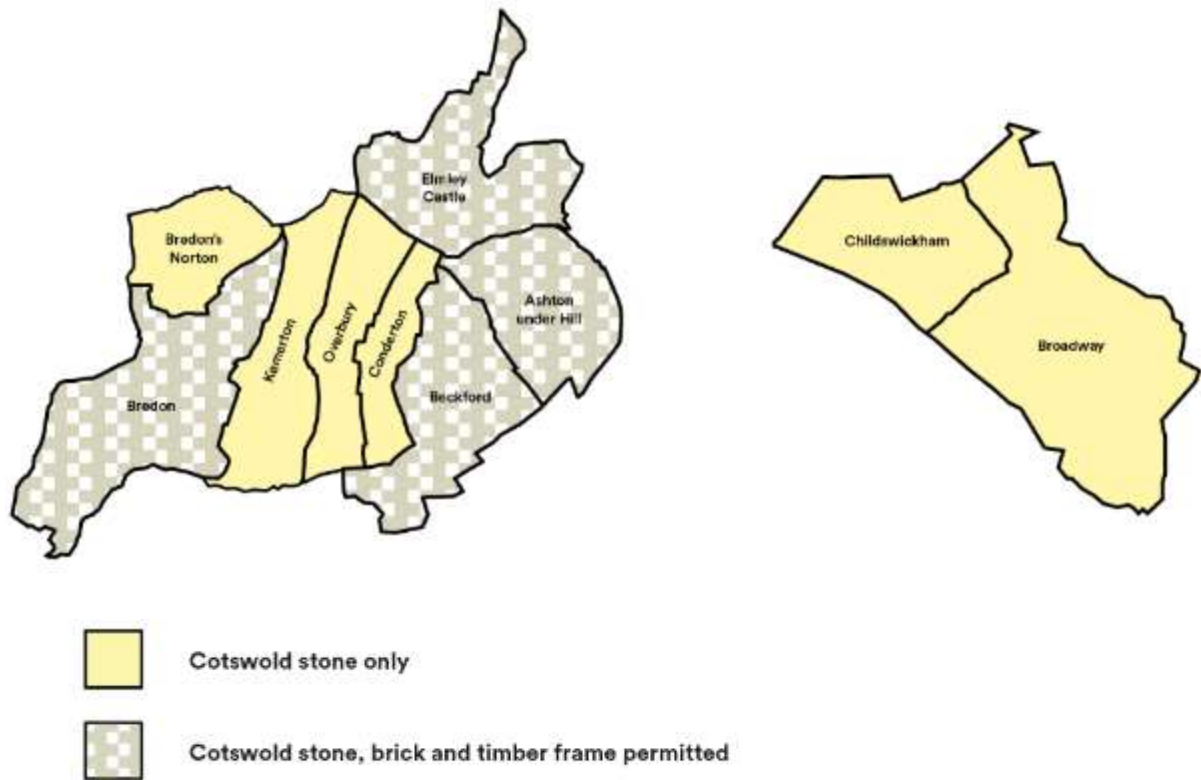 Elmley
Castle
Bredon's
Norton
Childswickham
Ashton
under Hill
Kemerton
Overbury
Conderton
Broadway
Bredon
Beckford
Cotswold stone only
Cotswold stone, brick and timber frame permitted